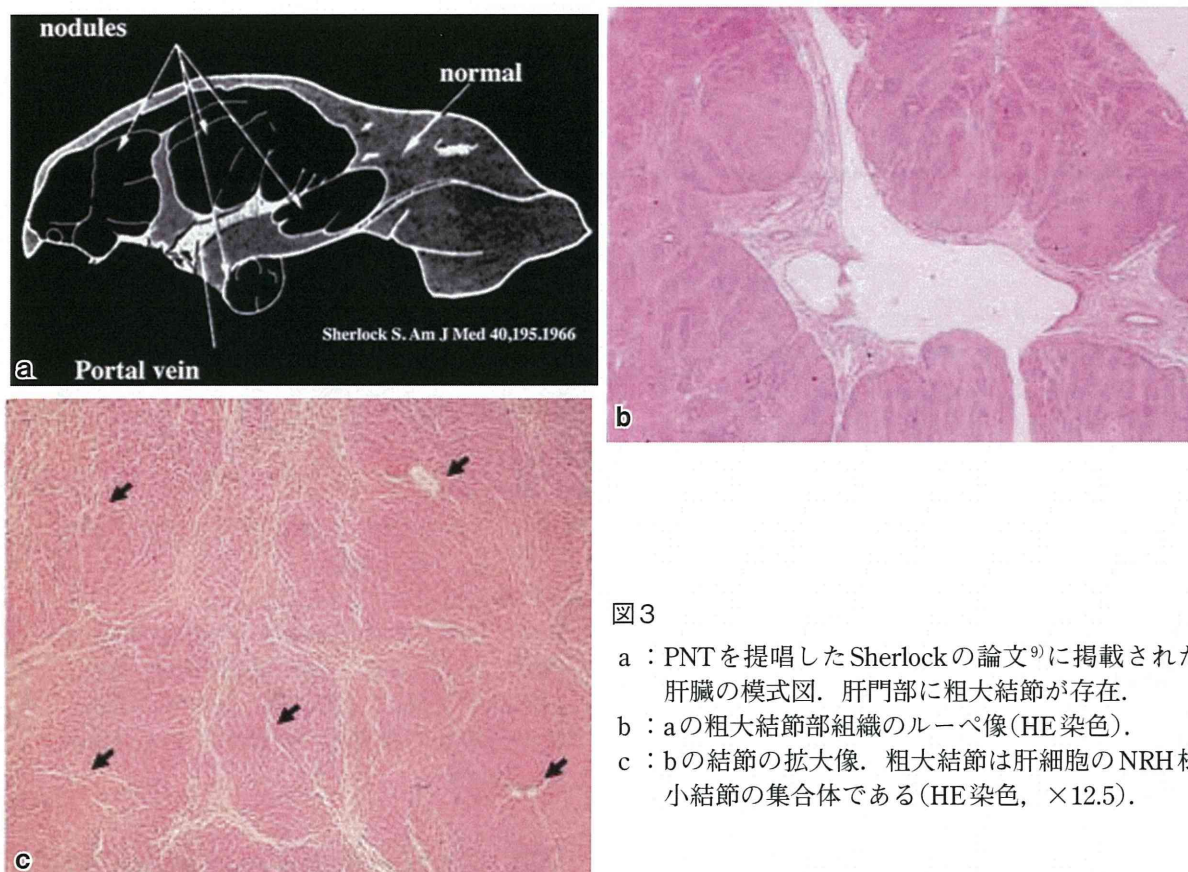 nodules
normal
Sherlock S. Am J Med 40,195.1966
a
Portal vein
b
c
図3
a：PNTを提唱したSherlockの論文9)に掲載された
肝臓の模式図．肝門部に粗大結節が存在．
b：aの粗大結節部組織のルーペ像(HE染色)．
c：bの結節の拡大像．粗大結節は肝細胞のNRH様
小結節の集合体である(HE染色，×12.5)．